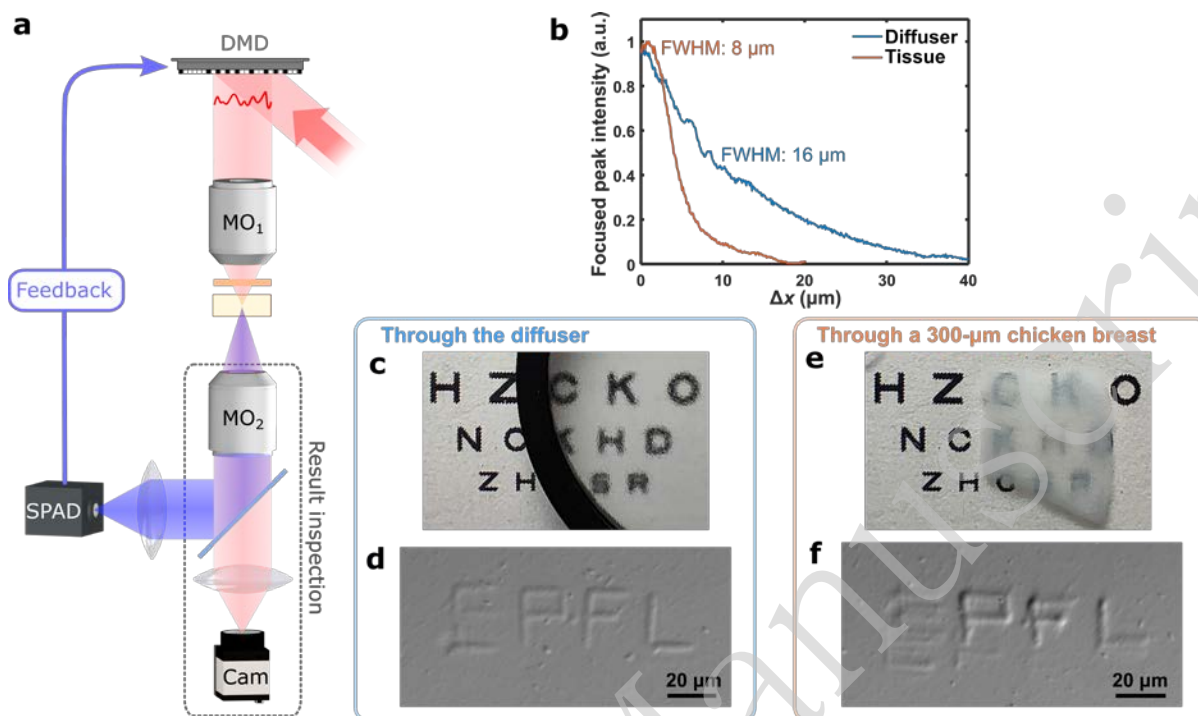 a
DMD
MO1
Feedback
MO2
SPAD
Result inspection
Cam
b
Focused peak intensity (a.u.)
1
0.8
0.6
0.4
0.2
0
0
10
20
30
40
Δx (µm)
FWHM: 8 µm
FWHM: 16 µm
Diffuser
Tissue
Through the diffuser
c
H Z C K O
N C K H D
Z H S R
d
EPFL
20 µm
Through a 300-µm chicken breast
e
H Z C K O
N C H
Z H C R
f
EPFL
20 µm